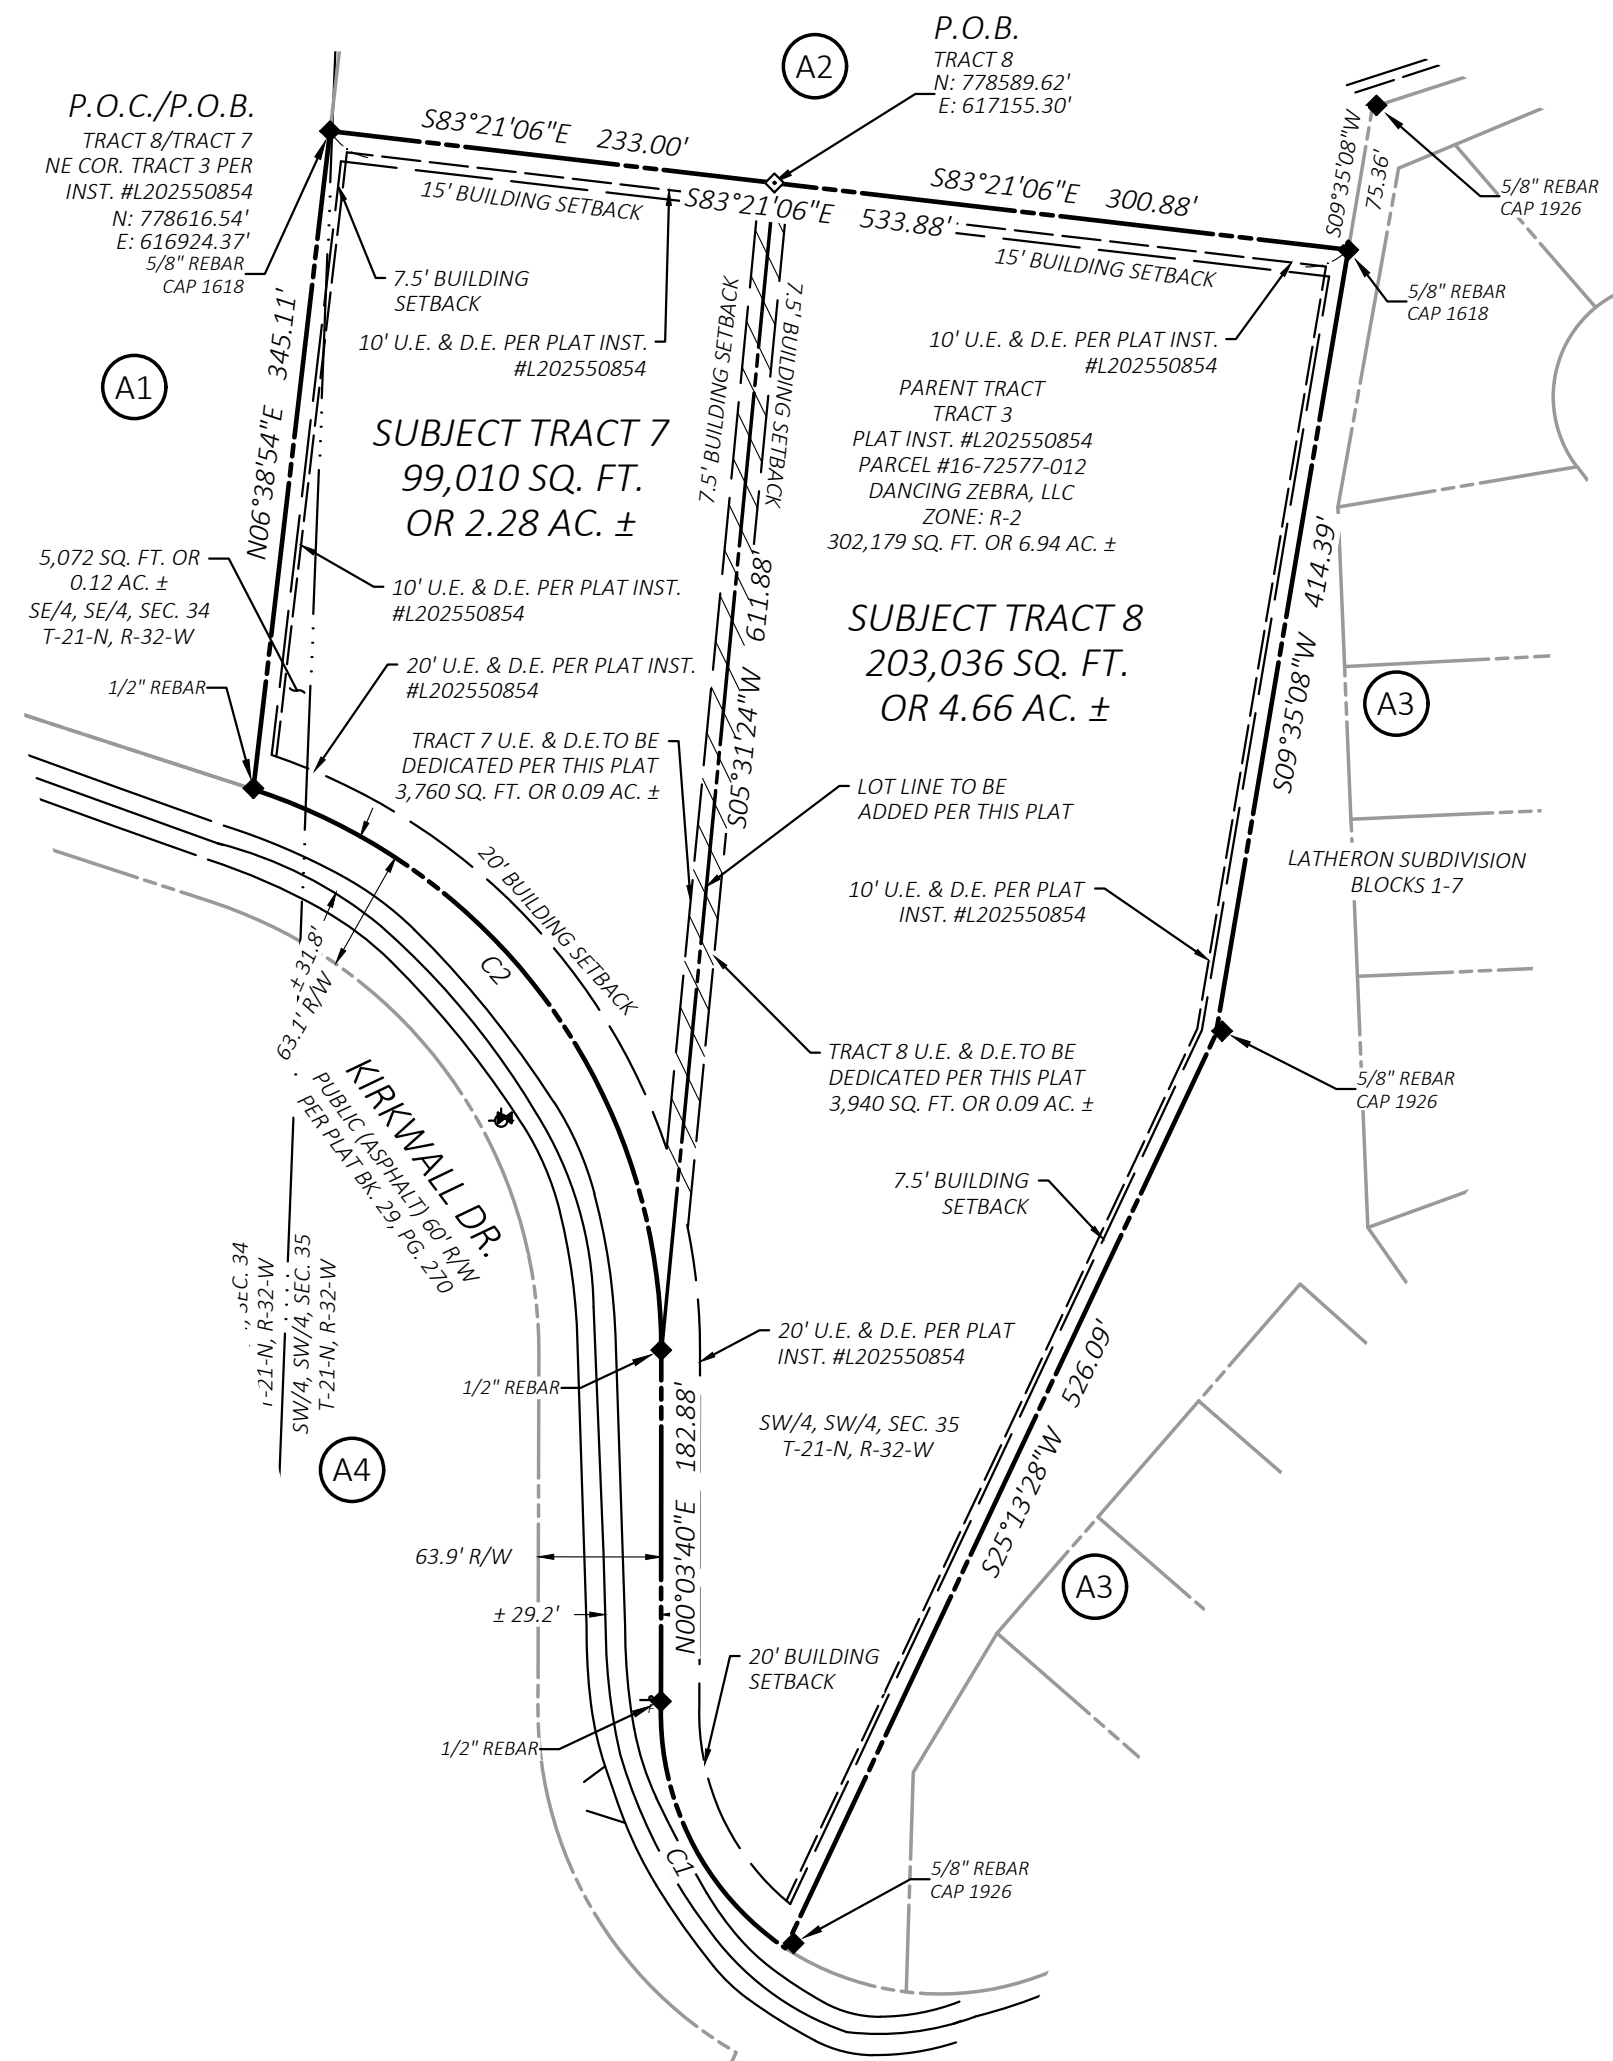 P.O.B.
TRACT 8
N: 778589.62'
E: 617155.30'
A2
P.O.C./P.O.B.
TRACT 8/TRACT 7
NE COR. TRACT 3 PER
INST. #L202550854
N: 778616.54'
E: 616924.37'
5/8" REBAR
CAP 1618
S83°21'06"E 233.00'
15' BUILDING SETBACK
S83°21'06"E 533.88'
S83°21'06"E 300.88'
15' BUILDING SETBACK
S09°35'08"W
75.36'
5/8" REBAR
CAP 1926
5/8" REBAR
CAP 1618
7.5' BUILDING
SETBACK
10' U.E. & D.E. PER PLAT INST.
#L202550854
7.5' BUILDING SETBACK
7.5' BUILDING SETBACK
10' U.E. & D.E. PER PLAT INST.
#L202550854
A1
N06°38'54"E 345.11'
SUBJECT TRACT 7
99,010 SQ. FT.
OR 2.28 AC. ±
PARENT TRACT
TRACT 3
PLAT INST. #L202550854
PARCEL #16-72577-012
DANCING ZEBRA, LLC
ZONE: R-2
302,179 SQ. FT. OR 6.94 AC. ±
5,072 SQ. FT. OR
0.12 AC. ±
SE/4, SE/4, SEC. 34
T-21-N, R-32-W
10' U.E. & D.E. PER PLAT INST.
#L202550854
SUBJECT TRACT 8
203,036 SQ. FT.
OR 4.66 AC. ±
S09°35'08"W 414.39'
1/2" REBAR
20' U.E. & D.E. PER PLAT INST.
#L202550854
S05°31'24"W 611.88'
A3
TRACT 7 U.E. & D.E.TO BE
DEDICATED PER THIS PLAT
3,760 SQ. FT. OR 0.09 AC. ±
LOT LINE TO BE
ADDED PER THIS PLAT
20' BUILDING SETBACK
LATHERON SUBDIVISION
BLOCKS 1-7
10' U.E. & D.E. PER PLAT
INST. #L202550854
± 31.8'
63.1' R/W
C2
TRACT 8 U.E. & D.E.TO BE
DEDICATED PER THIS PLAT
3,940 SQ. FT. OR 0.09 AC. ±
5/8" REBAR
CAP 1926
KIRKWALL DR.
PUBLIC (ASPHALT) 60' R/W
PER PLAT BK. 29, PG. 270
7.5' BUILDING
SETBACK
SEC. 34
T-21-N, R-32-W
SW/4, SW/4, SEC. 35
T-21-N, R-32-W
20' U.E. & D.E. PER PLAT
INST. #L202550854
1/2" REBAR
SW/4, SW/4, SEC. 35
T-21-N, R-32-W
S25°13'28"W 526.09'
A4
N00°03'40"E 182.88'
63.9' R/W
A3
± 29.2'
20' BUILDING
SETBACK
1/2" REBAR
C1
5/8" REBAR
CAP 1926